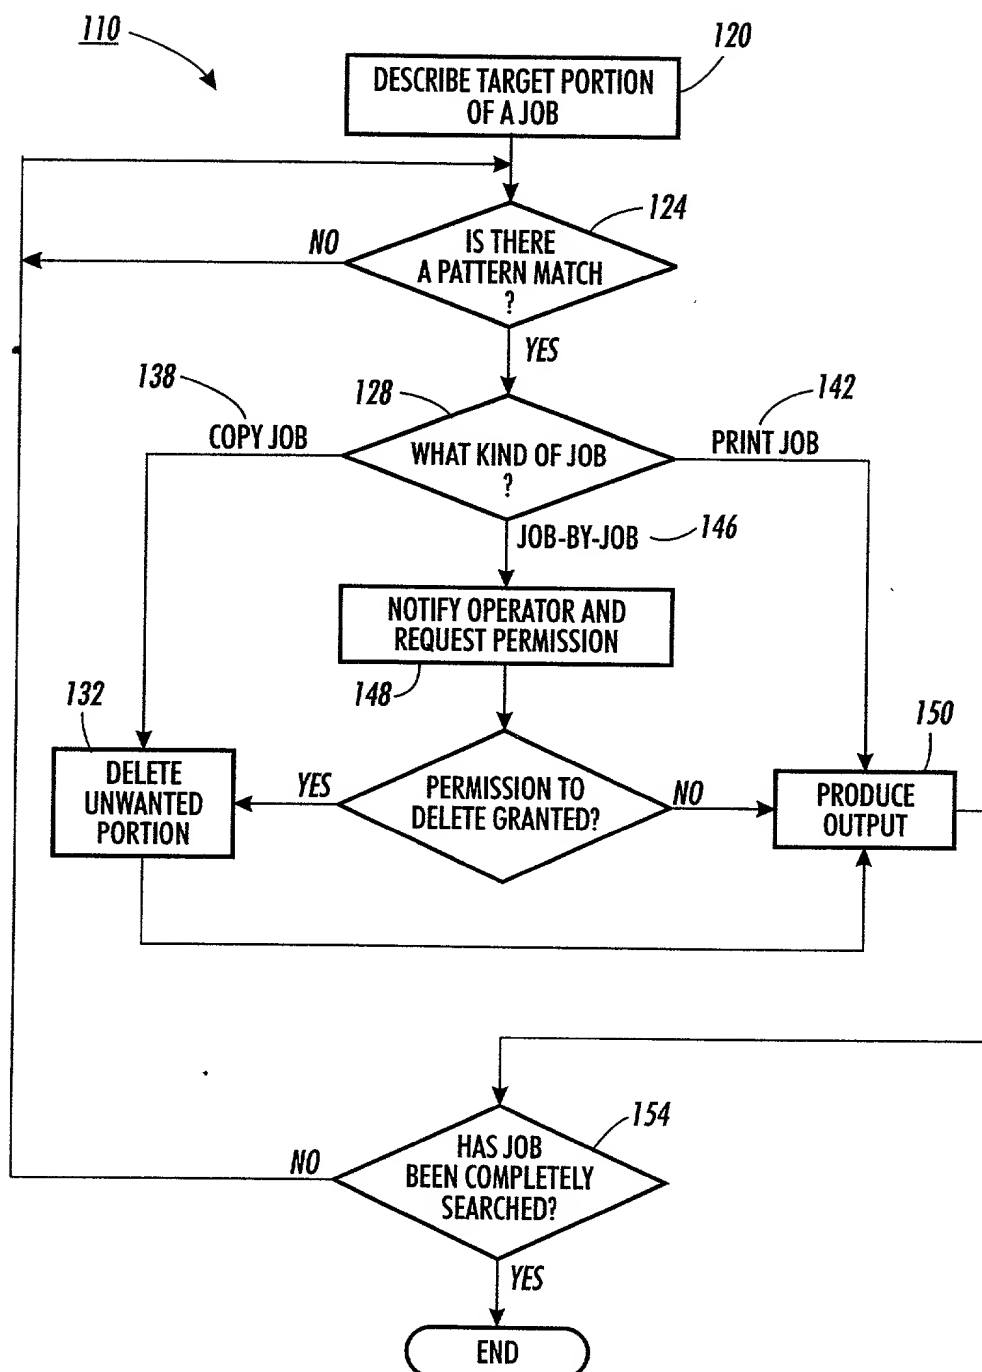 110
120
DESCRIBE TARGET PORTION
OF A JOB
124
NO
IS THERE
A PATTERN MATCH
?
YES
138
128
142
COPY JOB
WHAT KIND OF JOB
?
PRINT JOB
JOB-BY-JOB
146
NOTIFY OPERATOR AND
REQUEST PERMISSION
148
132
150
DELETE
UNWANTED
PORTION
YES
PERMISSION TO
DELETE GRANTED?
NO
PRODUCE
OUTPUT
154
NO
HAS JOB
BEEN COMPLETELY
SEARCHED?
YES
END